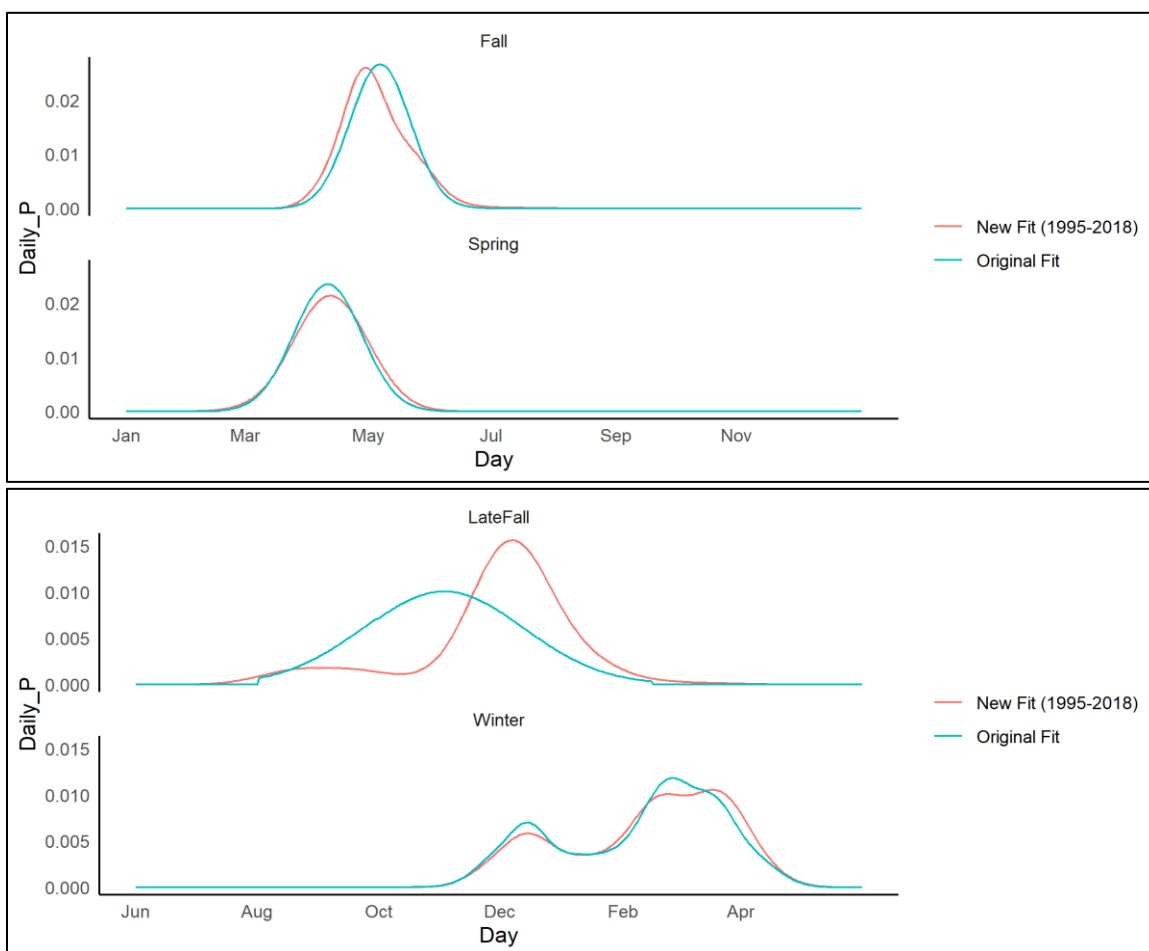 Fall
0.02
0.01
0.00
Spring
0.02
0.01
0.00
Daily_P
Jan Mar May Jul Sep Nov
Day
New Fit (1995-2018)
Original Fit
LateFall
0.015
0.010
0.005
0.000
Winter
0.015
0.010
0.005
0.000
Daily_P
Jun Aug Oct Dec Feb Apr
Day
New Fit (1995-2018)
Original Fit